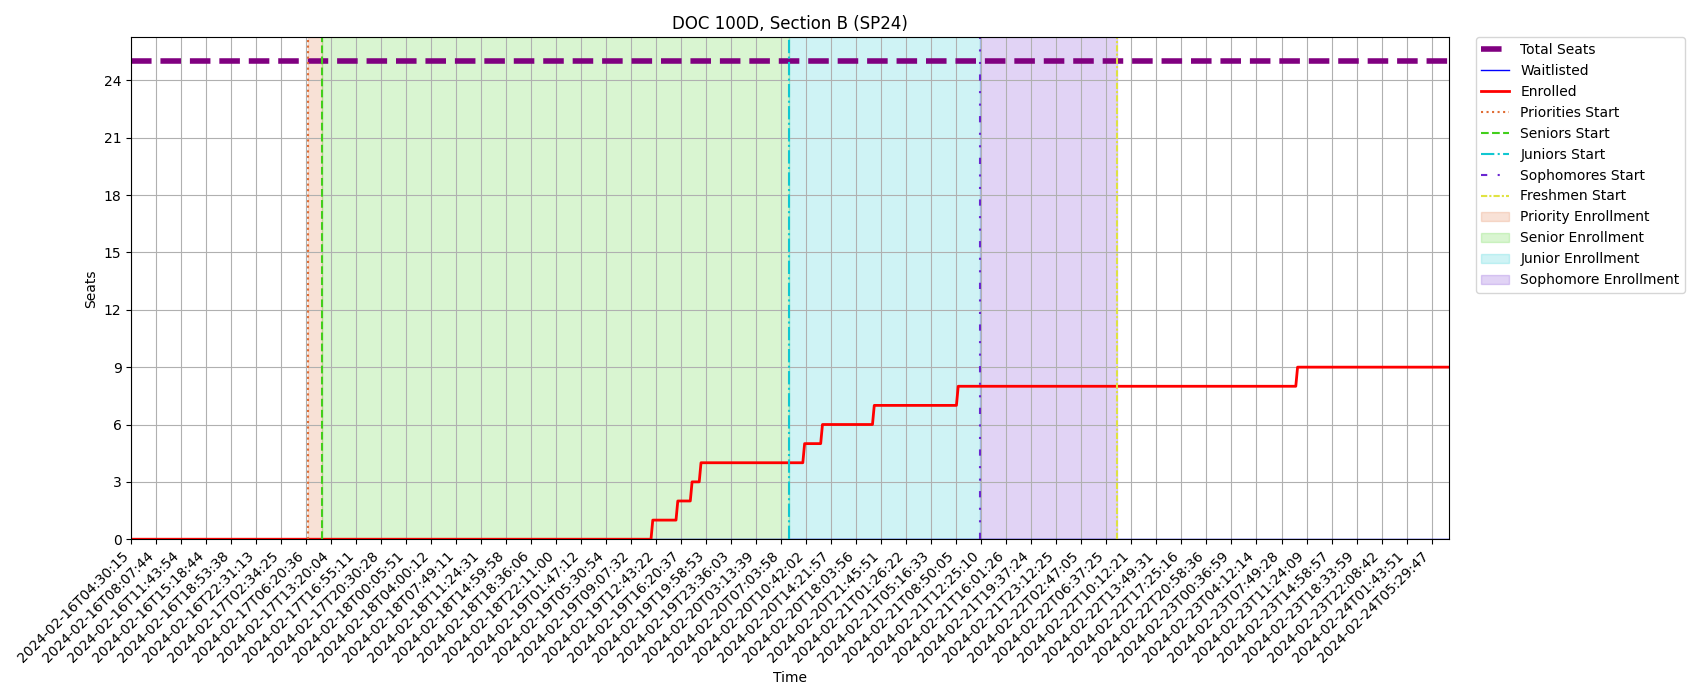 DOC 100D, Section B (SP24)
Total Seats
Waitlisted
Enrolled
Priorities Start
Seniors Start
Juniors Start
Sophomores Start
Freshmen Start
Priority Enrollment
Senior Enrollment
Junior Enrollment
Sophomore Enrollment
Seats
24
21
18
15
12
9
6
3
0
2024-02-16T04:30:15
2024-02-16T08:07:44
2024-02-16T11:43:54
2024-02-16T15:18:44
2024-02-16T18:53:38
2024-02-16T22:31:13
2024-02-17T02:34:25
2024-02-17T06:20:36
2024-02-17T13:20:04
2024-02-17T16:55:11
2024-02-17T20:30:28
2024-02-18T00:05:51
2024-02-18T04:00:12
2024-02-18T07:49:11
2024-02-18T11:24:31
2024-02-18T14:59:58
2024-02-18T18:36:06
2024-02-18T22:11:00
2024-02-19T01:47:12
2024-02-19T05:30:54
2024-02-19T09:07:32
2024-02-19T12:43:22
2024-02-19T16:20:37
2024-02-19T19:58:53
2024-02-19T23:36:03
2024-02-20T03:13:39
2024-02-20T07:03:58
2024-02-20T10:42:02
2024-02-20T14:21:57
2024-02-20T18:03:56
2024-02-20T21:45:51
2024-02-21T01:26:22
2024-02-21T05:16:33
2024-02-21T08:50:05
2024-02-21T12:25:10
2024-02-21T16:01:26
2024-02-21T19:37:24
2024-02-21T23:12:25
2024-02-22T02:47:05
2024-02-22T06:37:25
2024-02-22T10:12:21
2024-02-22T13:49:31
2024-02-22T17:25:16
2024-02-22T20:58:36
2024-02-23T00:36:59
2024-02-23T04:12:14
2024-02-23T07:49:28
2024-02-23T11:24:09
2024-02-23T14:58:57
2024-02-23T18:33:59
2024-02-23T22:08:42
2024-02-24T01:43:51
2024-02-24T05:29:47
Time